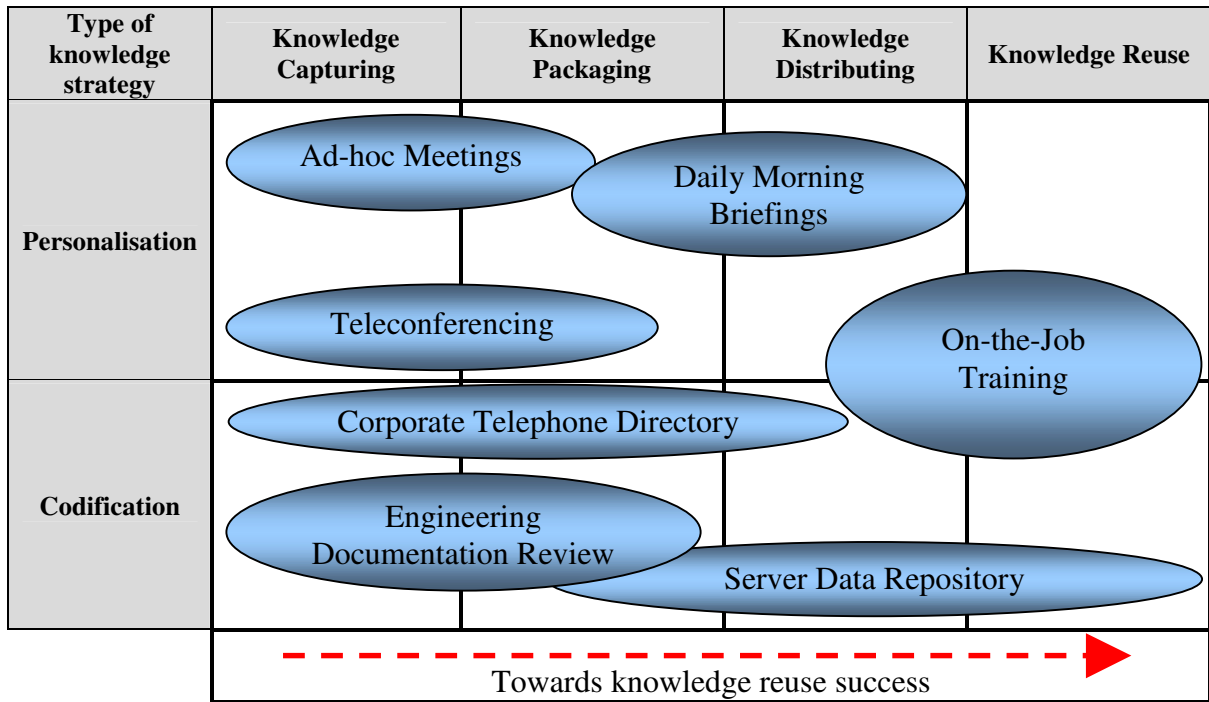 Type of
knowledge
strategy
Knowledge
Capturing
Knowledge
Packaging
Knowledge
Distributing
Knowledge Reuse
Personalisation
Ad-hoc Meetings
Daily Morning
Briefings
Teleconferencing
On-the-Job
Training
Codification
Corporate Telephone Directory
Engineering
Documentation Review
Server Data Repository
Towards knowledge reuse success